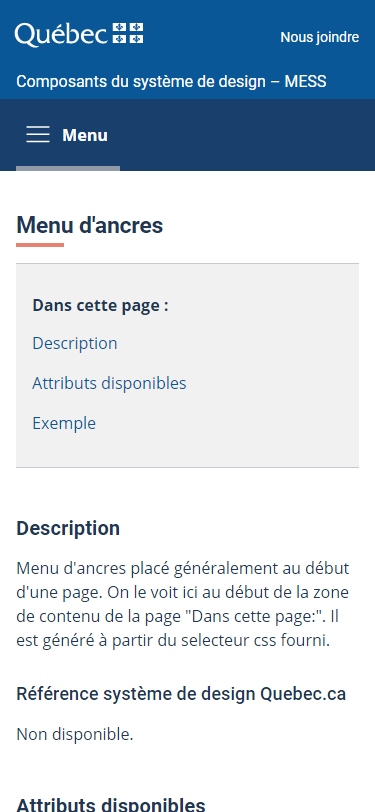 Québec
Nous joindre
Composants du système de design – MESS
Menu
Menu d'ancres
Dans cette page :
Description
Attributs disponibles
Exemple
Description
Menu d'ancres placé généralement au début
d'une page. On le voit ici au début de la zone
de contenu de la page "Dans cette page:". Il
est généré à partir du selecteur css fourni.
Référence système de design Quebec.ca
Non disponible.
Attributs disponibles